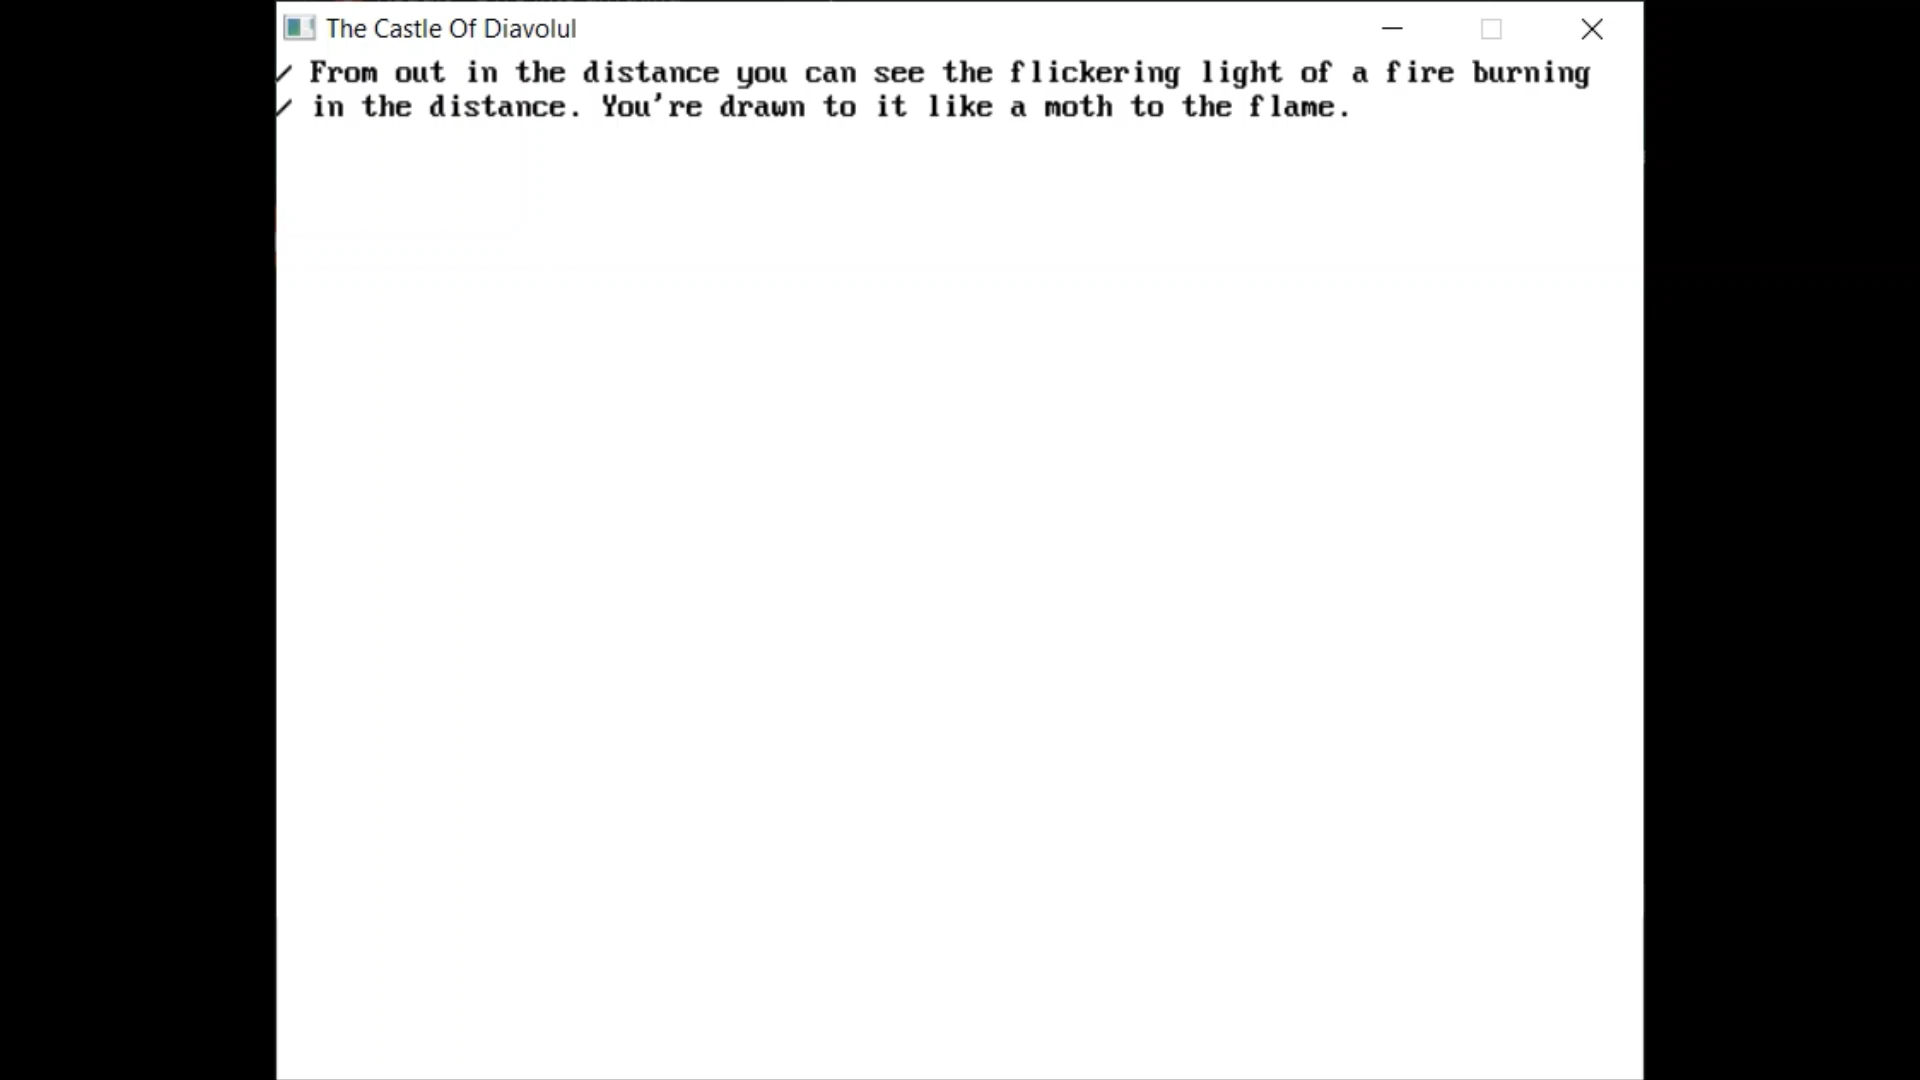 The Castle Of Diavolul
/ From out in the distance you can see the flickering light of a fire burning
/ in the distance. You're drawn to it like a moth to the flame.